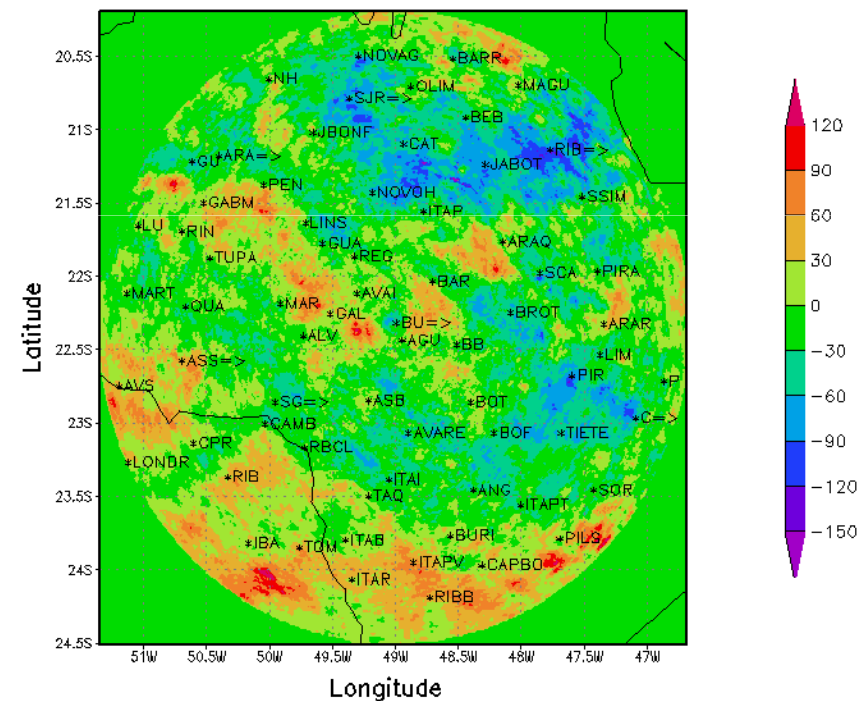 20.5S
21S
21.5S
22S
22.5S
23S
23.5S
24S
24.5S
Latitude
NOVAG
BARR
NH
OLIM
MAGU
SJR=>
BEB
JBONF
CAT
RIB=>
GU
ARA=>
JABOT
PEN
NOVOH
SSIM
GABM
ITAP
LU
RIN
LINS
GUA
ARAQ
TUPA
REG
SCA
PIRA
BAR
MART
QUA
MAR
AVAI
GAL
BROT
BU=>
ARAR
ALV
AGU
BB
LIM
ASS=>
PIR
P
AVS
SG=>
ASB
BOT
C=>
CAMB
CPR
RBCL
AVARE
BOF
TIETE
LONDR
RIB
ITAI
TAQ
ANG
SOR
ITAPT
IBA
TOM
ITAB
BURI
PILS
ITAPV
CAPBO
ITAR
RIBB
51W 50.5W 50W 49.5W 49W 48.5W 48W 47.5W 47W
Longitude
120
90
60
30
0
−30
−60
−90
−120
−150